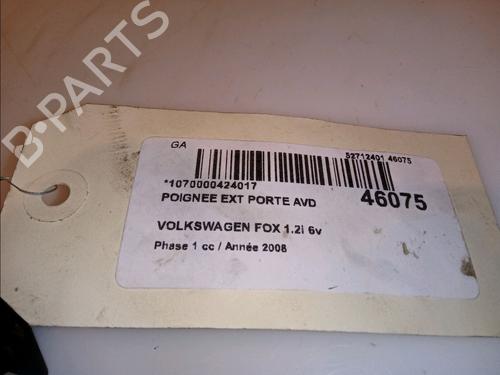 B-PARTS
GA
52712401 46075
*1070000424017
POIGNEE EXT PORTE AVD
46075
VOLKSWAGEN FOX 1.2i 6v
Phase 1 cc / Année 2008